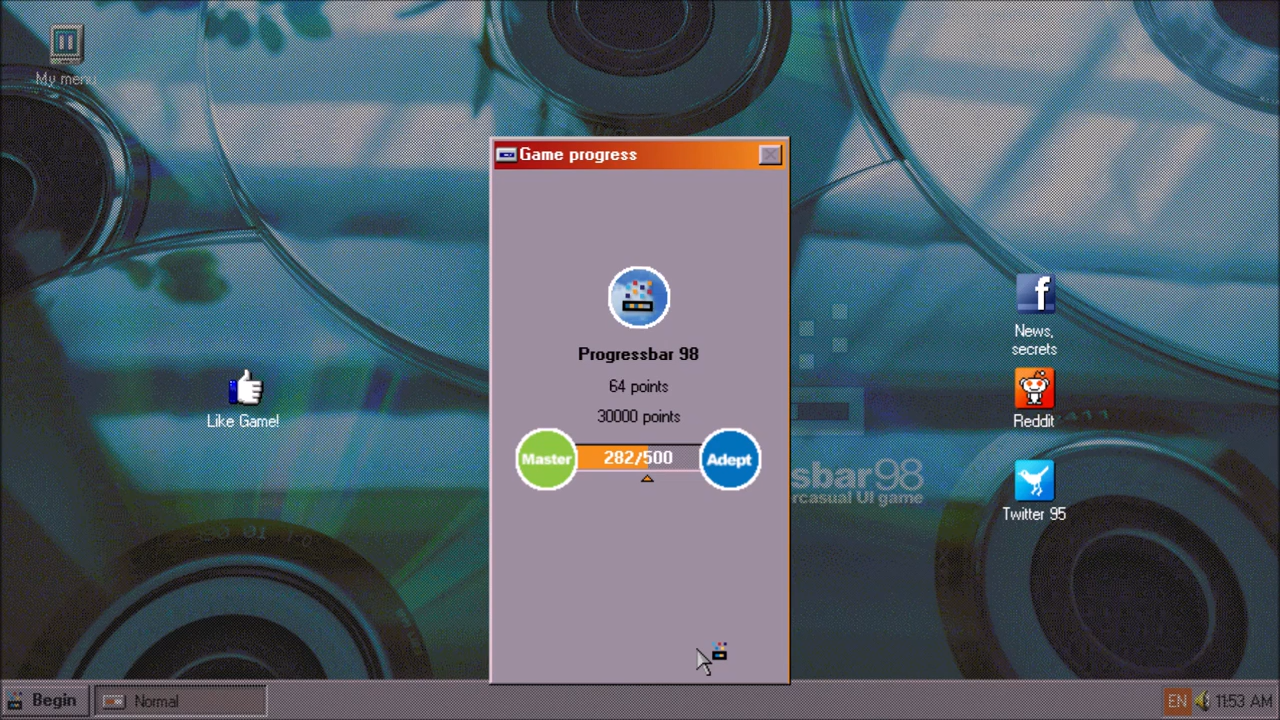 My menu
Game progress
Progressbar 98
64 points
30000 points
Master
282/500
Adept
Like Game!
News,
secrets
Reddit
Twitter 95
sbar98
rcasual UI game
Begin
Normal
EN
11:53 AM